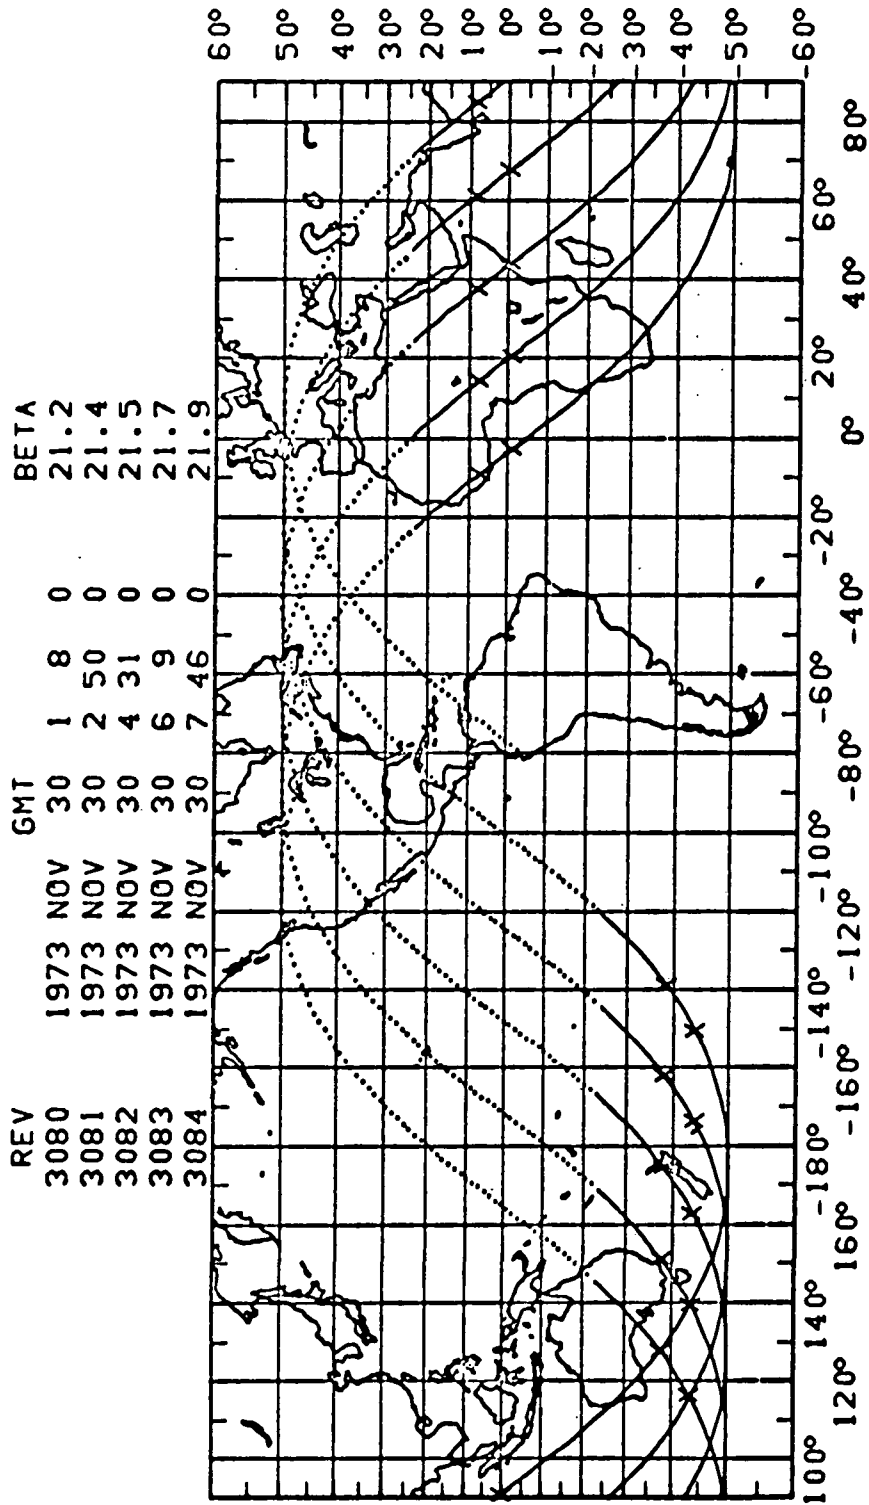 REV GMT BETA
3080 1973 NOV 30 1 8 0 21.2
3081 1973 NOV 30 2 50 0 21.4
3082 1973 NOV 30 4 31 0 21.5
3083 1973 NOV 30 6 9 0 21.7
3084 1973 NOV 30 7 46 0 21.9
60°
50°
40°
30°
20°
10°
0°
-10°
-20°
-30°
-40°
-50°
-60°
100° 120° 140° 160° -180° -160° -140° -120° -100° -80° -60° -40° -20° 0° 20° 40° 60° 80°